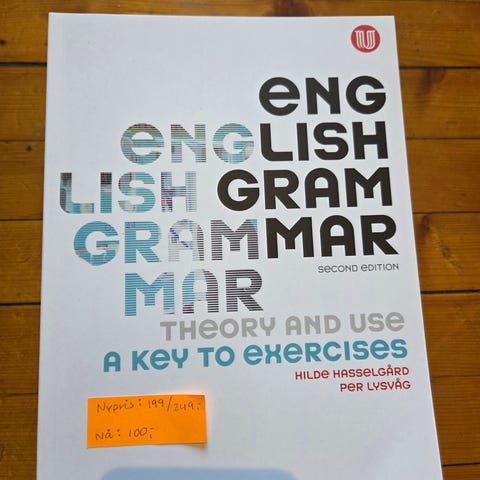 U
ENG
LISH
GRAM
MAR
ENG
LISH
GRAM
MAR
SECOND EDITION
THEORY AND USE
A KEY TO EXERCISES
HILDE HASSELGÅRD
PER LYSVÅG
Nypris: 199/249,-
Nå: 100,-